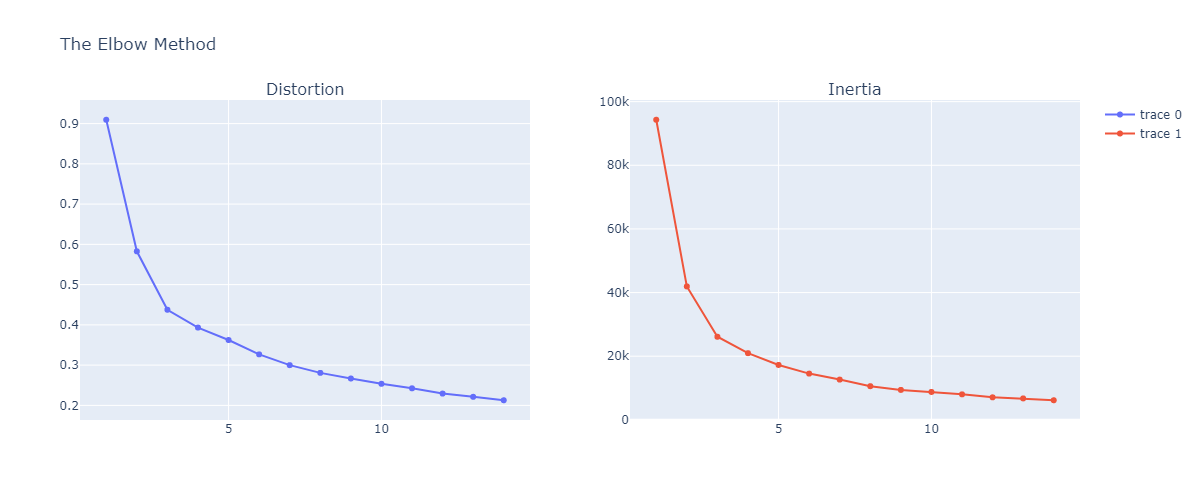 The Elbow Method
Distortion
Inertia
0.9
0.8
0.7
0.6
0.5
0.4
0.3
0.2
5
10
100k
80k
60k
40k
20k
0
5
10
trace 0
trace 1